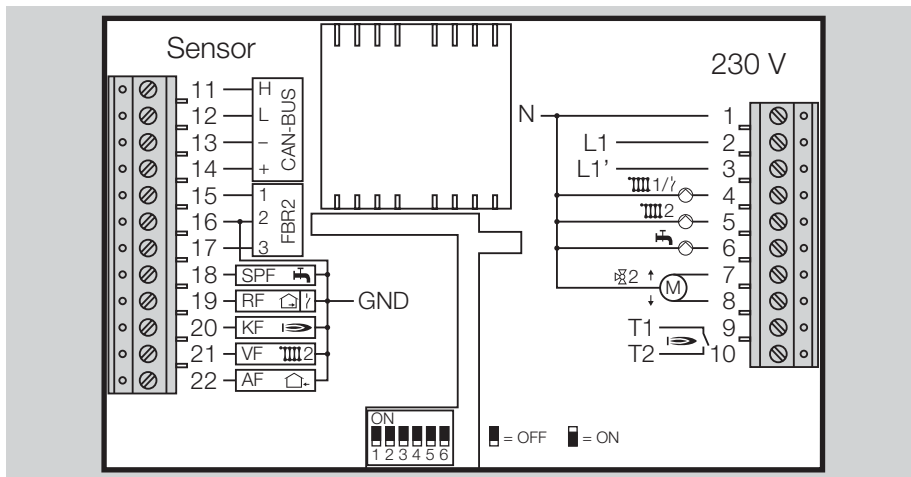 Sensor
11 H
12 L
13 –
14 +
CAN-BUS
15 1
16 2
17 3
FBR2
18 SPF
19 RF
GND
20 KF
21 VF 2
22 AF
ON
1 2 3 4 5 6
= OFF = ON
230 V
N 1
L1 2
L1' 3
1/ 4
2 5
6
2 M 7
8
T1 9
T2 10